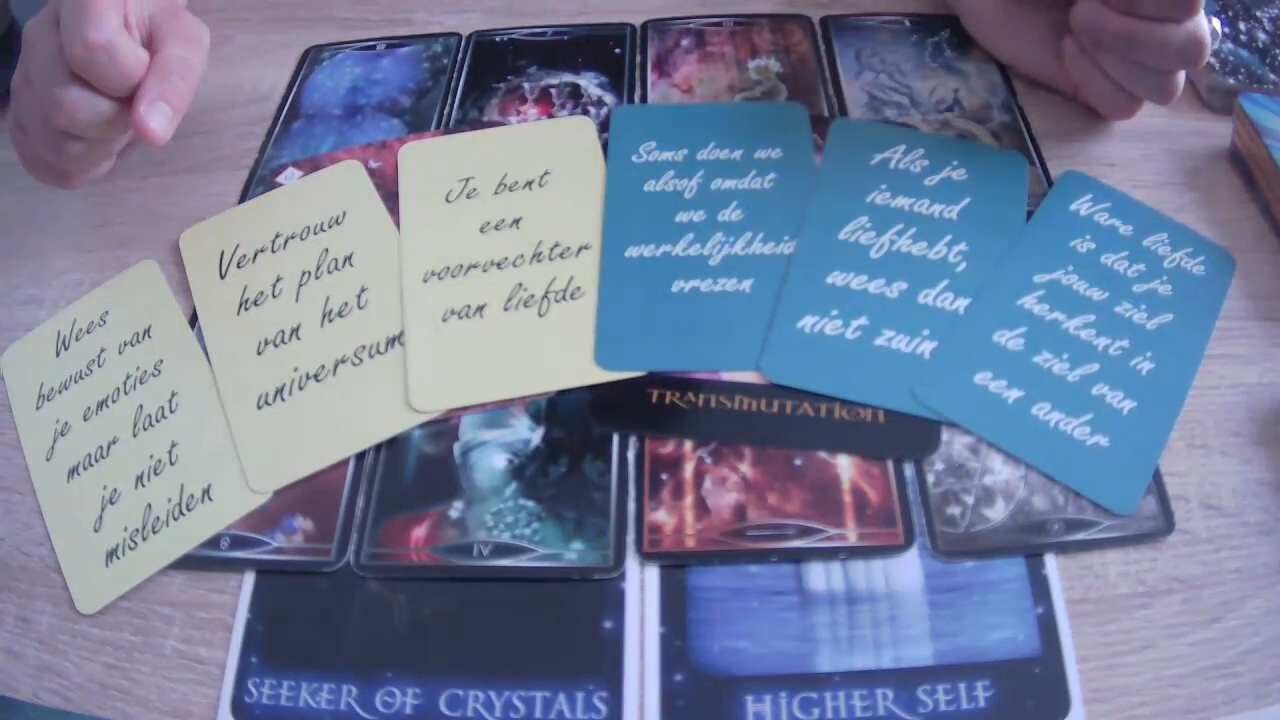 Wees
bewust van
je emoties
maar laat
je niet
misleiden
Vertrouw
het plan
van het
universum
Je bent
een
voorvechter
van liefde
Soms doen we
alsof omdat
we de
werkelijkheid
vrezen
Als je
iemand
liefhebt,
wees dan
niet zuin
Ware liefde
is dat je
jouw ziel
herkent in
de ziel van
een ander
TRANSMUTATION
8
IV
SEEKER OF CRYSTALS
HIGHER SELF